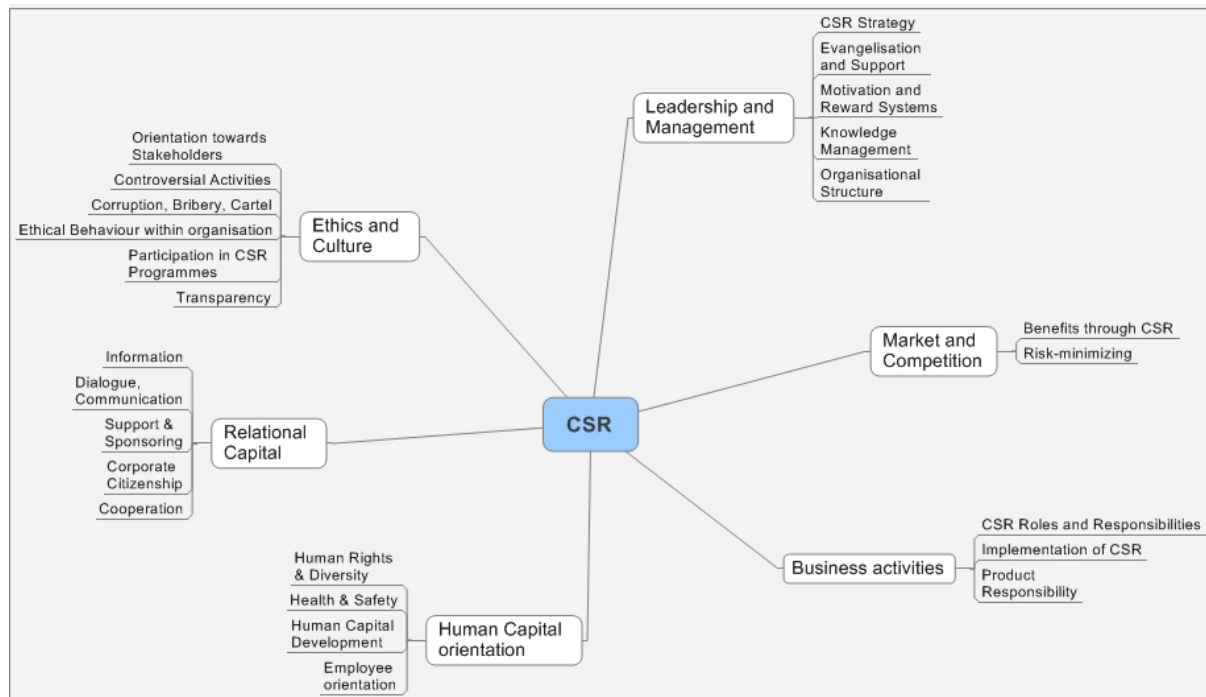 CSR Strategy
Evangelisation
and Support
Motivation and
Reward Systems
Knowledge
Management
Organisational
Structure
Leadership and
Management
Orientation towards
Stakeholders
Controversial Activities
Corruption, Bribery, Cartel
Ethical Behaviour within organisation
Participation in CSR
Programmes
Transparency
Ethics and
Culture
Benefits through CSR
Risk-minimizing
Market and
Competition
Information
Dialogue,
Communication
Support &
Sponsoring
Corporate
Citizenship
Cooperation
Relational
Capital
CSR
CSR Roles and Responsibilities
Implementation of CSR
Product
Responsibility
Business activities
Human Rights
& Diversity
Health & Safety
Human Capital
Development
Employee
orientation
Human Capital
orientation